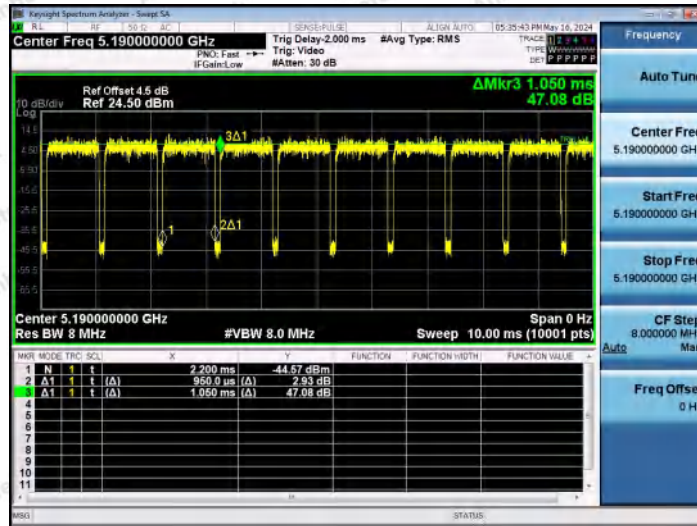 Keysight Spectrum Analyzer - Swept SA
RL RF 50 Ω AC SENSE:PULSE ALIGN AUTO 05:35:43 PM May 16, 2024
Center Freq 5.190000000 GHz
PNO: Fast
IFGain:Low
Trig Delay-2.000 ms
Trig: Video
#Atten: 30 dB
#Avg Type: RMS
TRACE 1 2 3 4 5 6
TYPE
DET P P P P P P
Ref Offset 4.5 dB
10 dB/div Ref 24.50 dBm
Log
ΔMkr3 1.050 ms
47.08 dB
14.5
4.50
-5.50
-15.5
-25.5
-35.5
-45.5
-55.5
-65.5
3Δ1
1
2Δ1
Center 5.190000000 GHz Span 0 Hz
Res BW 8 MHz #VBW 8.0 MHz Sweep 10.00 ms (10001 pts)
MKR MODE TRC SCL X Y FUNCTION FUNCTION WIDTH FUNCTION VALUE
1 N 1 t 2.200 ms -44.57 dBm
2 Δ1 1 t (Δ) 950.0 µs (Δ) 2.93 dB
3 Δ1 1 t (Δ) 1.050 ms (Δ) 47.08 dB
4
5
6
7
8
9
10
11
MSG STATUS
Frequency
Auto Tun
Center Fre
5.190000000 GH
Start Fre
5.190000000 GH
Stop Fre
5.190000000 GH
CF Ste
8.000000 MH
Auto Ma
Freq Offse
0 H